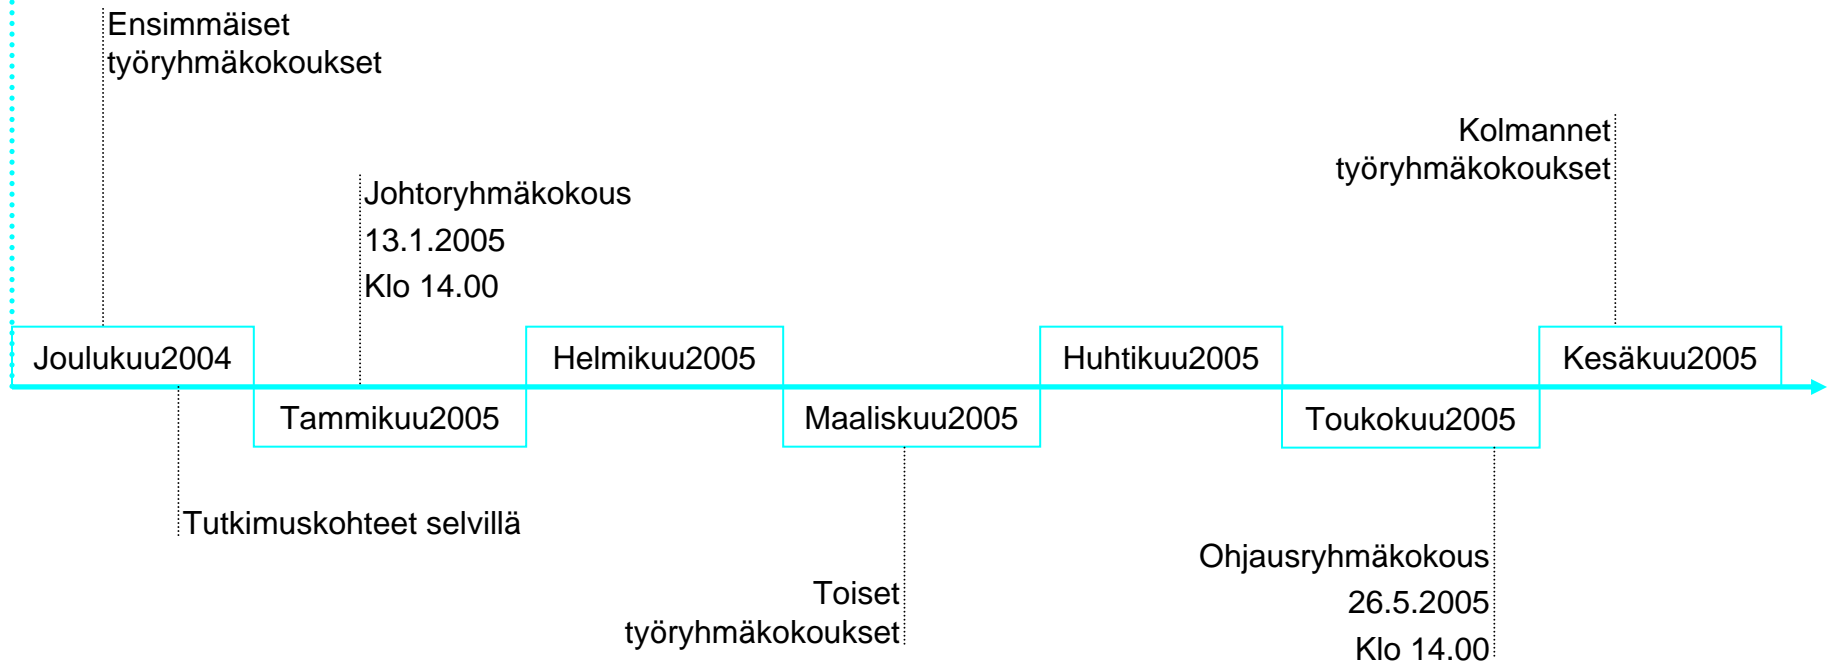 Ensimmäiset
työryhmäkokoukset
Kolmannet
työryhmäkokoukset
Johtoryhmäkokous
13.1.2005
Klo 14.00
Joulukuu2004
Helmikuu2005
Huhtikuu2005
Kesäkuu2005
Tammikuu2005
Maaliskuu2005
Toukokuu2005
Tutkimuskohteet selvillä
Toiset
työryhmäkokoukset
Ohjausryhmäkokous
26.5.2005
Klo 14.00